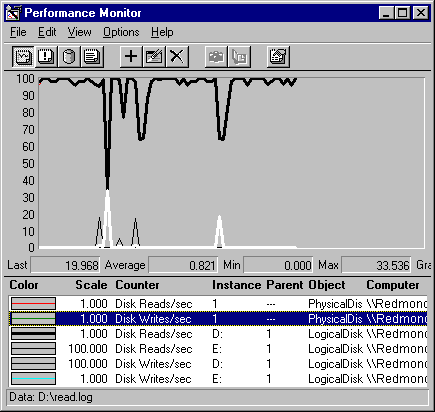 Performance Monitor
File Edit View Options Help
100
90
80
70
60
50
40
30
20
10
0
Last 19.968 Average 0.821 Min 0.000 Max 33.536 Gra
Color Scale Counter Instance Parent Object Computer
1.000 Disk Reads/sec 1 --- PhysicalDis \\Redmond
1.000 Disk Writes/sec 1 --- PhysicalDis \\Redmond
1.000 Disk Reads/sec D: 1 LogicalDisk \\Redmond
100.000 Disk Reads/sec E: 1 LogicalDisk \\Redmond
100.000 Disk Writes/sec D: 1 LogicalDisk \\Redmond
1.000 Disk Writes/sec E: 1 LogicalDisk \\Redmond
Data: D:\read.log